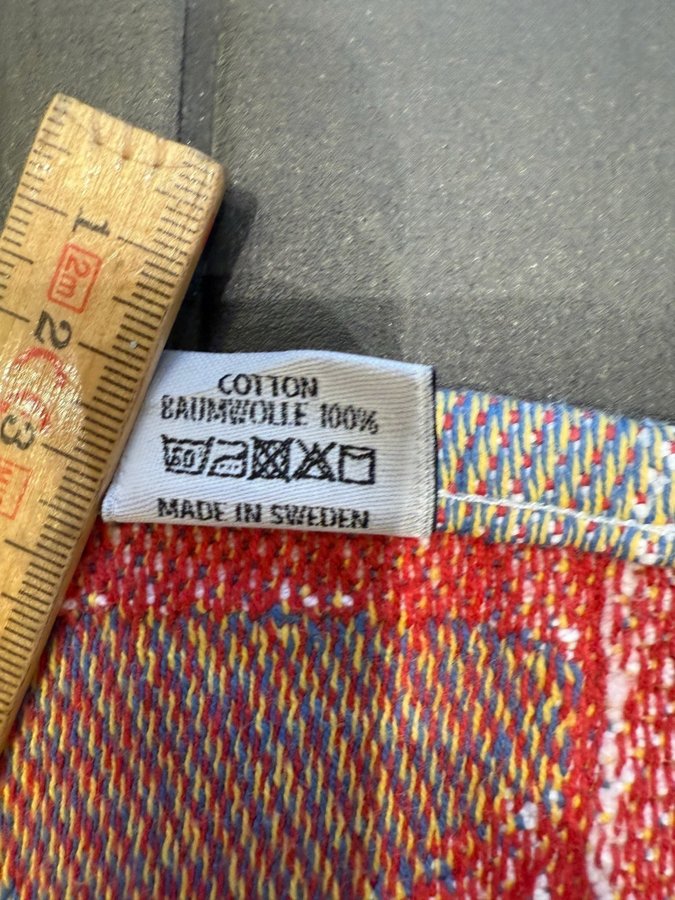 1
2m
2
3
COTTON
BAUMWOLLE 100%
60
MADE IN SWEDEN